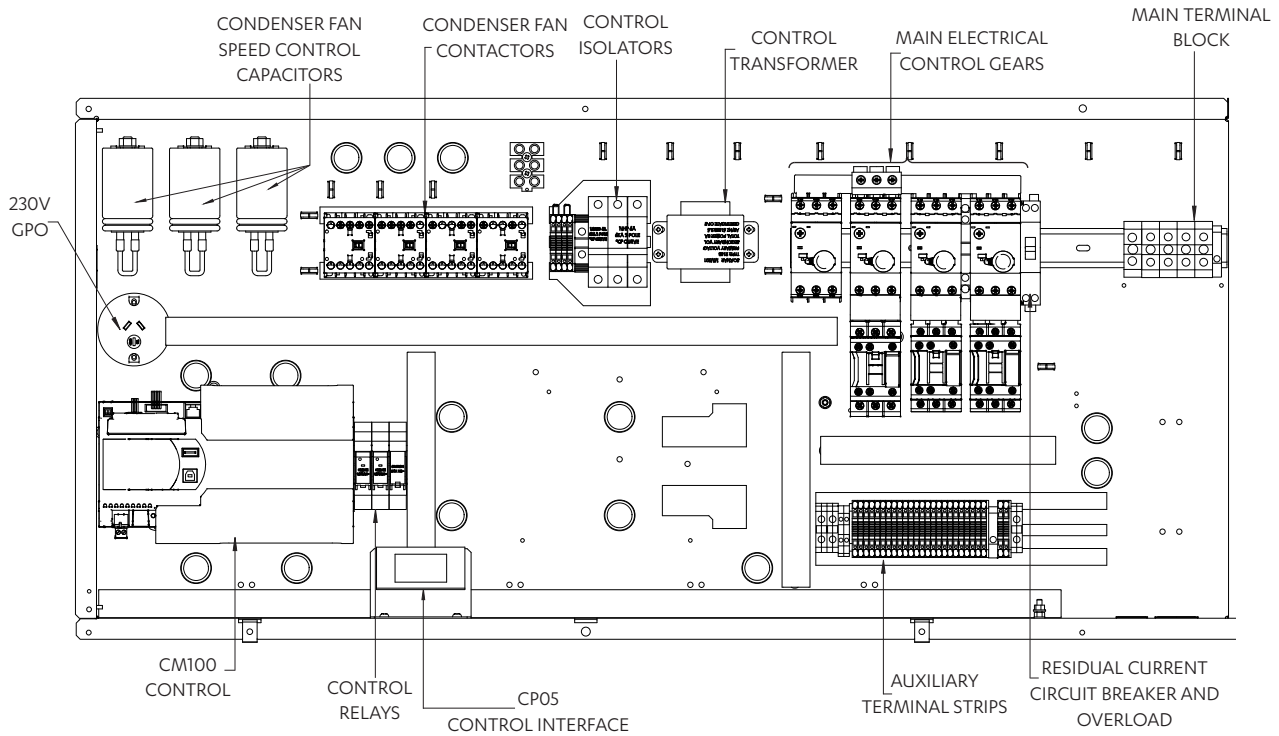 CONDENSER FAN
SPEED CONTROL
CAPACITORS
CONDENSER FAN
CONTACTORS
CONTROL
ISOLATORS
CONTROL
TRANSFORMER
MAIN ELECTRICAL
CONTROL GEARS
MAIN TERMINAL
BLOCK
230V
GPO
CM100
CONTROL
CONTROL
RELAYS
CP05
CONTROL INTERFACE
AUXILIARY
TERMINAL STRIPS
RESIDUAL CURRENT
CIRCUIT BREAKER AND
OVERLOAD